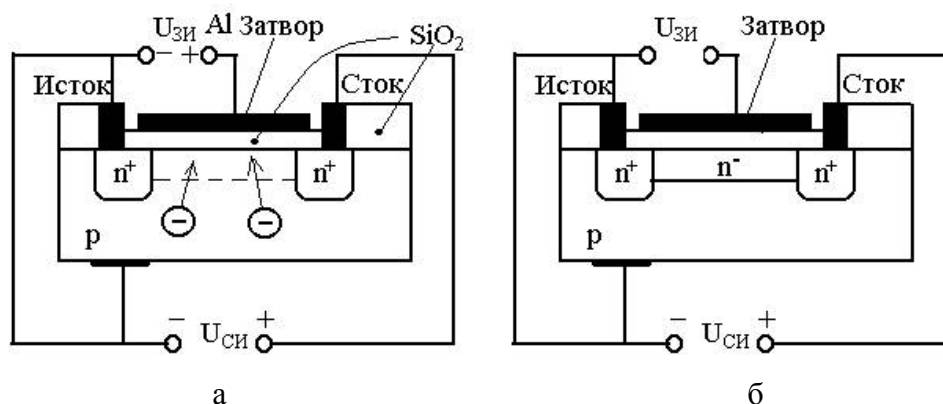 UЗИ Al Затвор SiO₂
− +
Исток Сток
n⁺ n⁺
− −
p
− UСИ +
а
UЗИ Затвор
Исток Сток
n⁺ n⁻ n⁺
p
− UСИ +
б